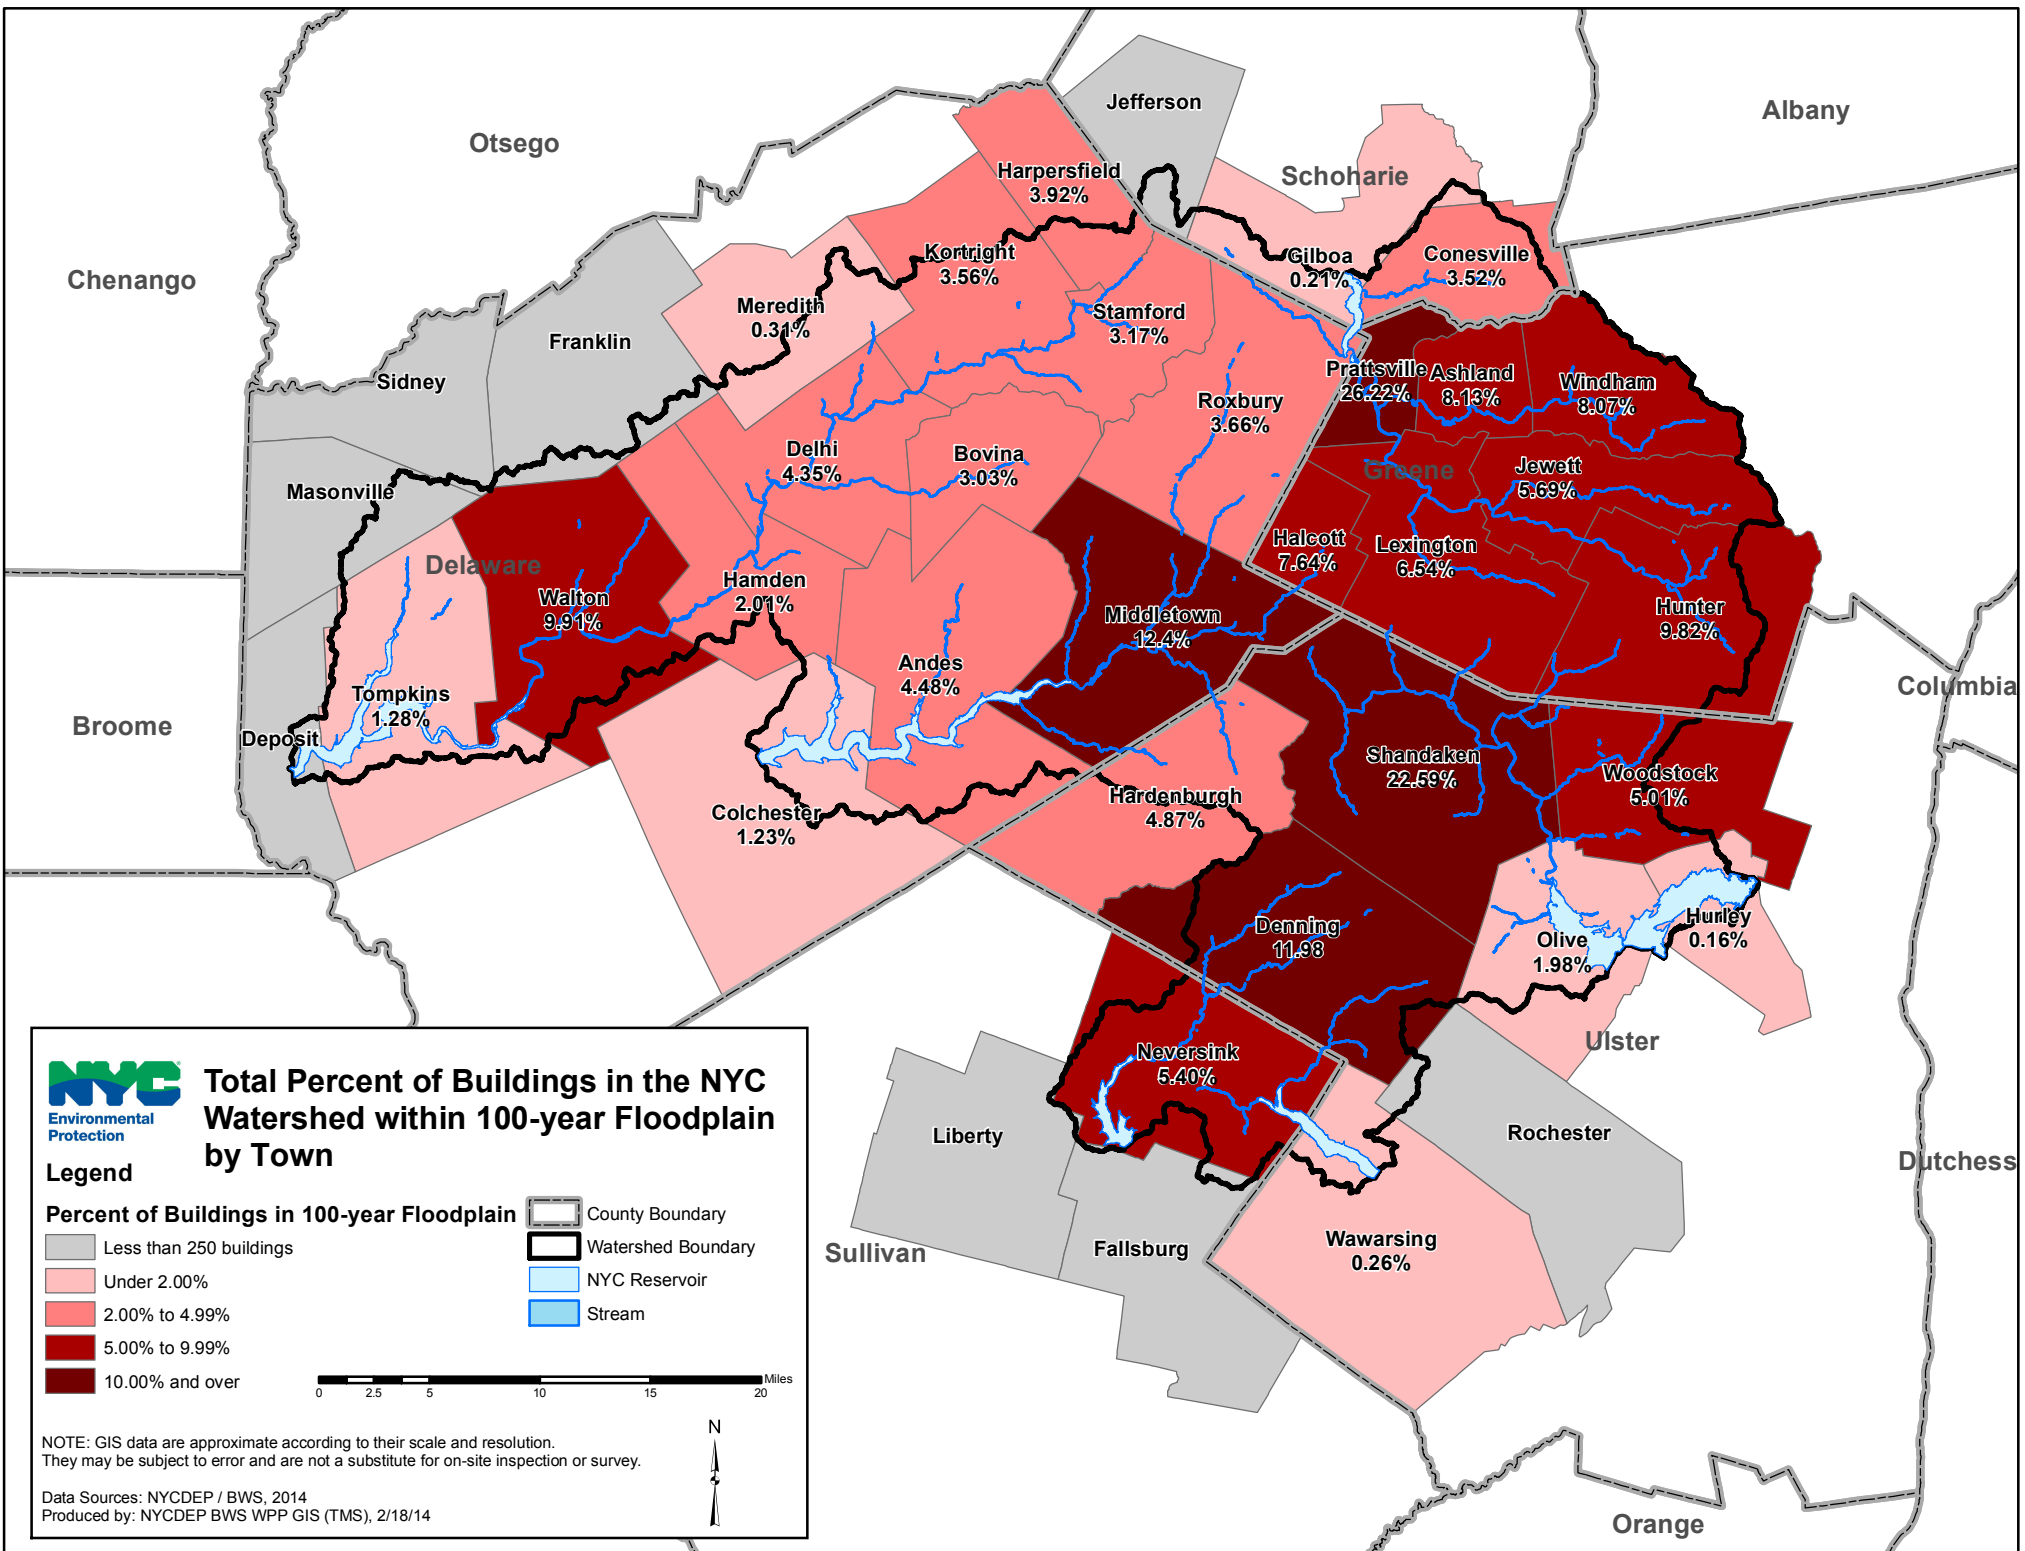 Jefferson
Albany
Otsego
Harpersfield
3.92%
Schoharie
Chenango
Kortright
3.56%
Gilboa
0.21%
Conesville
3.52%
Meredith
0.31%
Stamford
3.17%
Franklin
Sidney
Prattsville
26.22%
Ashland
8.13%
Windham
8.07%
Roxbury
3.66%
Delhi
4.35%
Bovina
3.03%
Greene
Jewett
5.69%
Masonville
Halcott
7.64%
Lexington
6.54%
Delaware
Walton
9.91%
Hamden
2.01%
Middletown
12.4%
Hunter
9.82%
Andes
4.48%
Columbia
Tompkins
1.28%
Broome
Deposit
Shandaken
22.59%
Woodstock
5.01%
Hardenburgh
4.87%
Colchester
1.23%
Denning
11.98
Hurley
0.16%
Olive
1.98%
Ulster
Neversink
5.40%
Liberty
Rochester
Dutchess
Wawarsing
0.26%
Fallsburg
Sullivan
Orange
NYC
Environmental
Protection
Total Percent of Buildings in the NYC
Watershed within 100-year Floodplain
by Town
Legend
Percent of Buildings in 100-year Floodplain
Less than 250 buildings
Under 2.00%
2.00% to 4.99%
5.00% to 9.99%
10.00% and over
County Boundary
Watershed Boundary
NYC Reservoir
Stream
Miles
0 2.5 5 10 15 20
N
NOTE: GIS data are approximate according to their scale and resolution.
They may be subject to error and are not a substitute for on-site inspection or survey.
Data Sources: NYCDEP / BWS, 2014
Produced by: NYCDEP BWS WPP GIS (TMS), 2/18/14